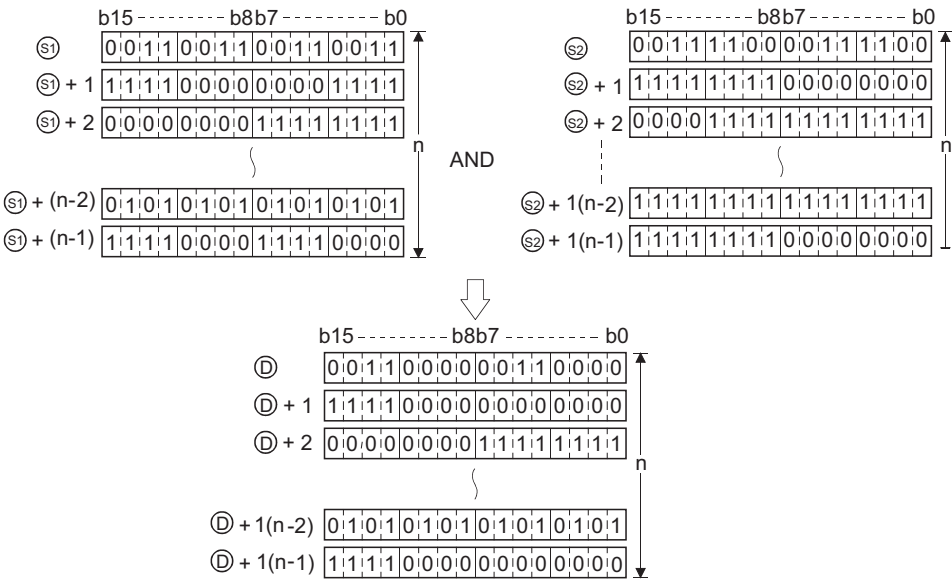 b15 b8b7 b0
S1 0011001100110011
S1 + 1 1111000000001111
S1 + 2 0000000011111111
S1 + (n-2) 0101010101010101
S1 + (n-1) 1111000011110000
n
AND
b15 b8b7 b0
S2 0011110000111100
S2 + 1 1111111100000000
S2 + 2 0000111111111111
S2 + 1(n-2) 1111111111111111
S2 + 1(n-1) 1111111100000000
n
b15 b8b7 b0
D 0011000000110000
D + 1 1111000000000000
D + 2 0000000011111111
D + 1(n-2) 0101010101010101
D + 1(n-1) 1111000000000000
n